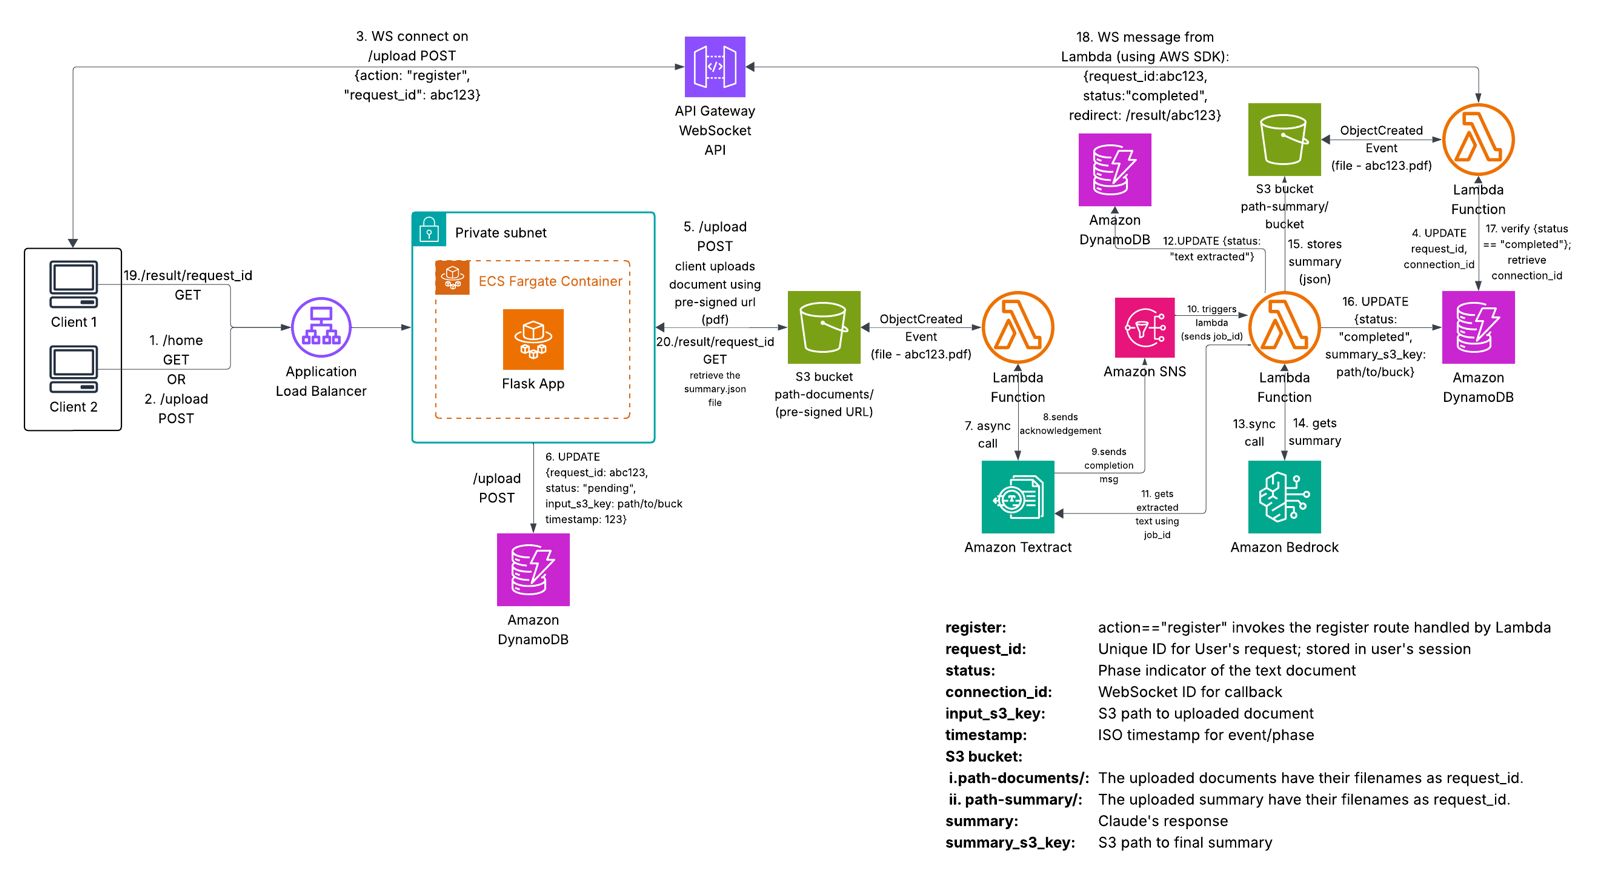 3. WS connect on
/upload POST
{action: "register",
"request_id": abc123}
API Gateway
WebSocket
API
18. WS message from
Lambda (using AWS SDK):
{request_id:abc123,
status:"completed",
redirect: /result/abc123}
Amazon
DynamoDB
S3 bucket
path-summary/
bucket
ObjectCreated
Event
(file - abc123.pdf)
Lambda
Function
4. UPDATE
request_id,
connection_id
17. verify {status
== "completed"};
retrieve
connection_id
Client 1
Client 2
19./result/request_id
GET
1. /home
GET
OR
2. /upload
POST
Application
Load Balancer
Private subnet
ECS Fargate Container
Flask App
5. /upload
POST
client uploads
document using
pre-signed url
(pdf)
20./result/request_id
GET
retrieve the
summary.json
file
S3 bucket
path-documents/
(pre-signed URL)
ObjectCreated
Event
(file - abc123.pdf)
Lambda
Function
12.UPDATE {status:
"text extracted"}
15. stores
summary
(json)
10. triggers
lambda
(sends job_id)
Amazon SNS
Lambda
Function
16. UPDATE
{status:
"completed",
summary_s3_key:
path/to/buck}
Amazon
DynamoDB
7. async
call
8.sends
acknowledgement
9.sends
completion
msg
11. gets
extracted
text using
job_id
13.sync
call
14. gets
summary
Amazon Textract
Amazon Bedrock
/upload
POST
6. UPDATE
{request_id: abc123,
status: "pending",
input_s3_key: path/to/buck
timestamp: 123}
Amazon
DynamoDB
register: action=="register" invokes the register route handled by Lambda
request_id: Unique ID for User's request; stored in user's session
status: Phase indicator of the text document
connection_id: WebSocket ID for callback
input_s3_key: S3 path to uploaded document
timestamp: ISO timestamp for event/phase
S3 bucket:
i.path-documents/: The uploaded documents have their filenames as request_id.
ii. path-summary/: The uploaded summary have their filenames as request_id.
summary: Claude's response
summary_s3_key: S3 path to final summary